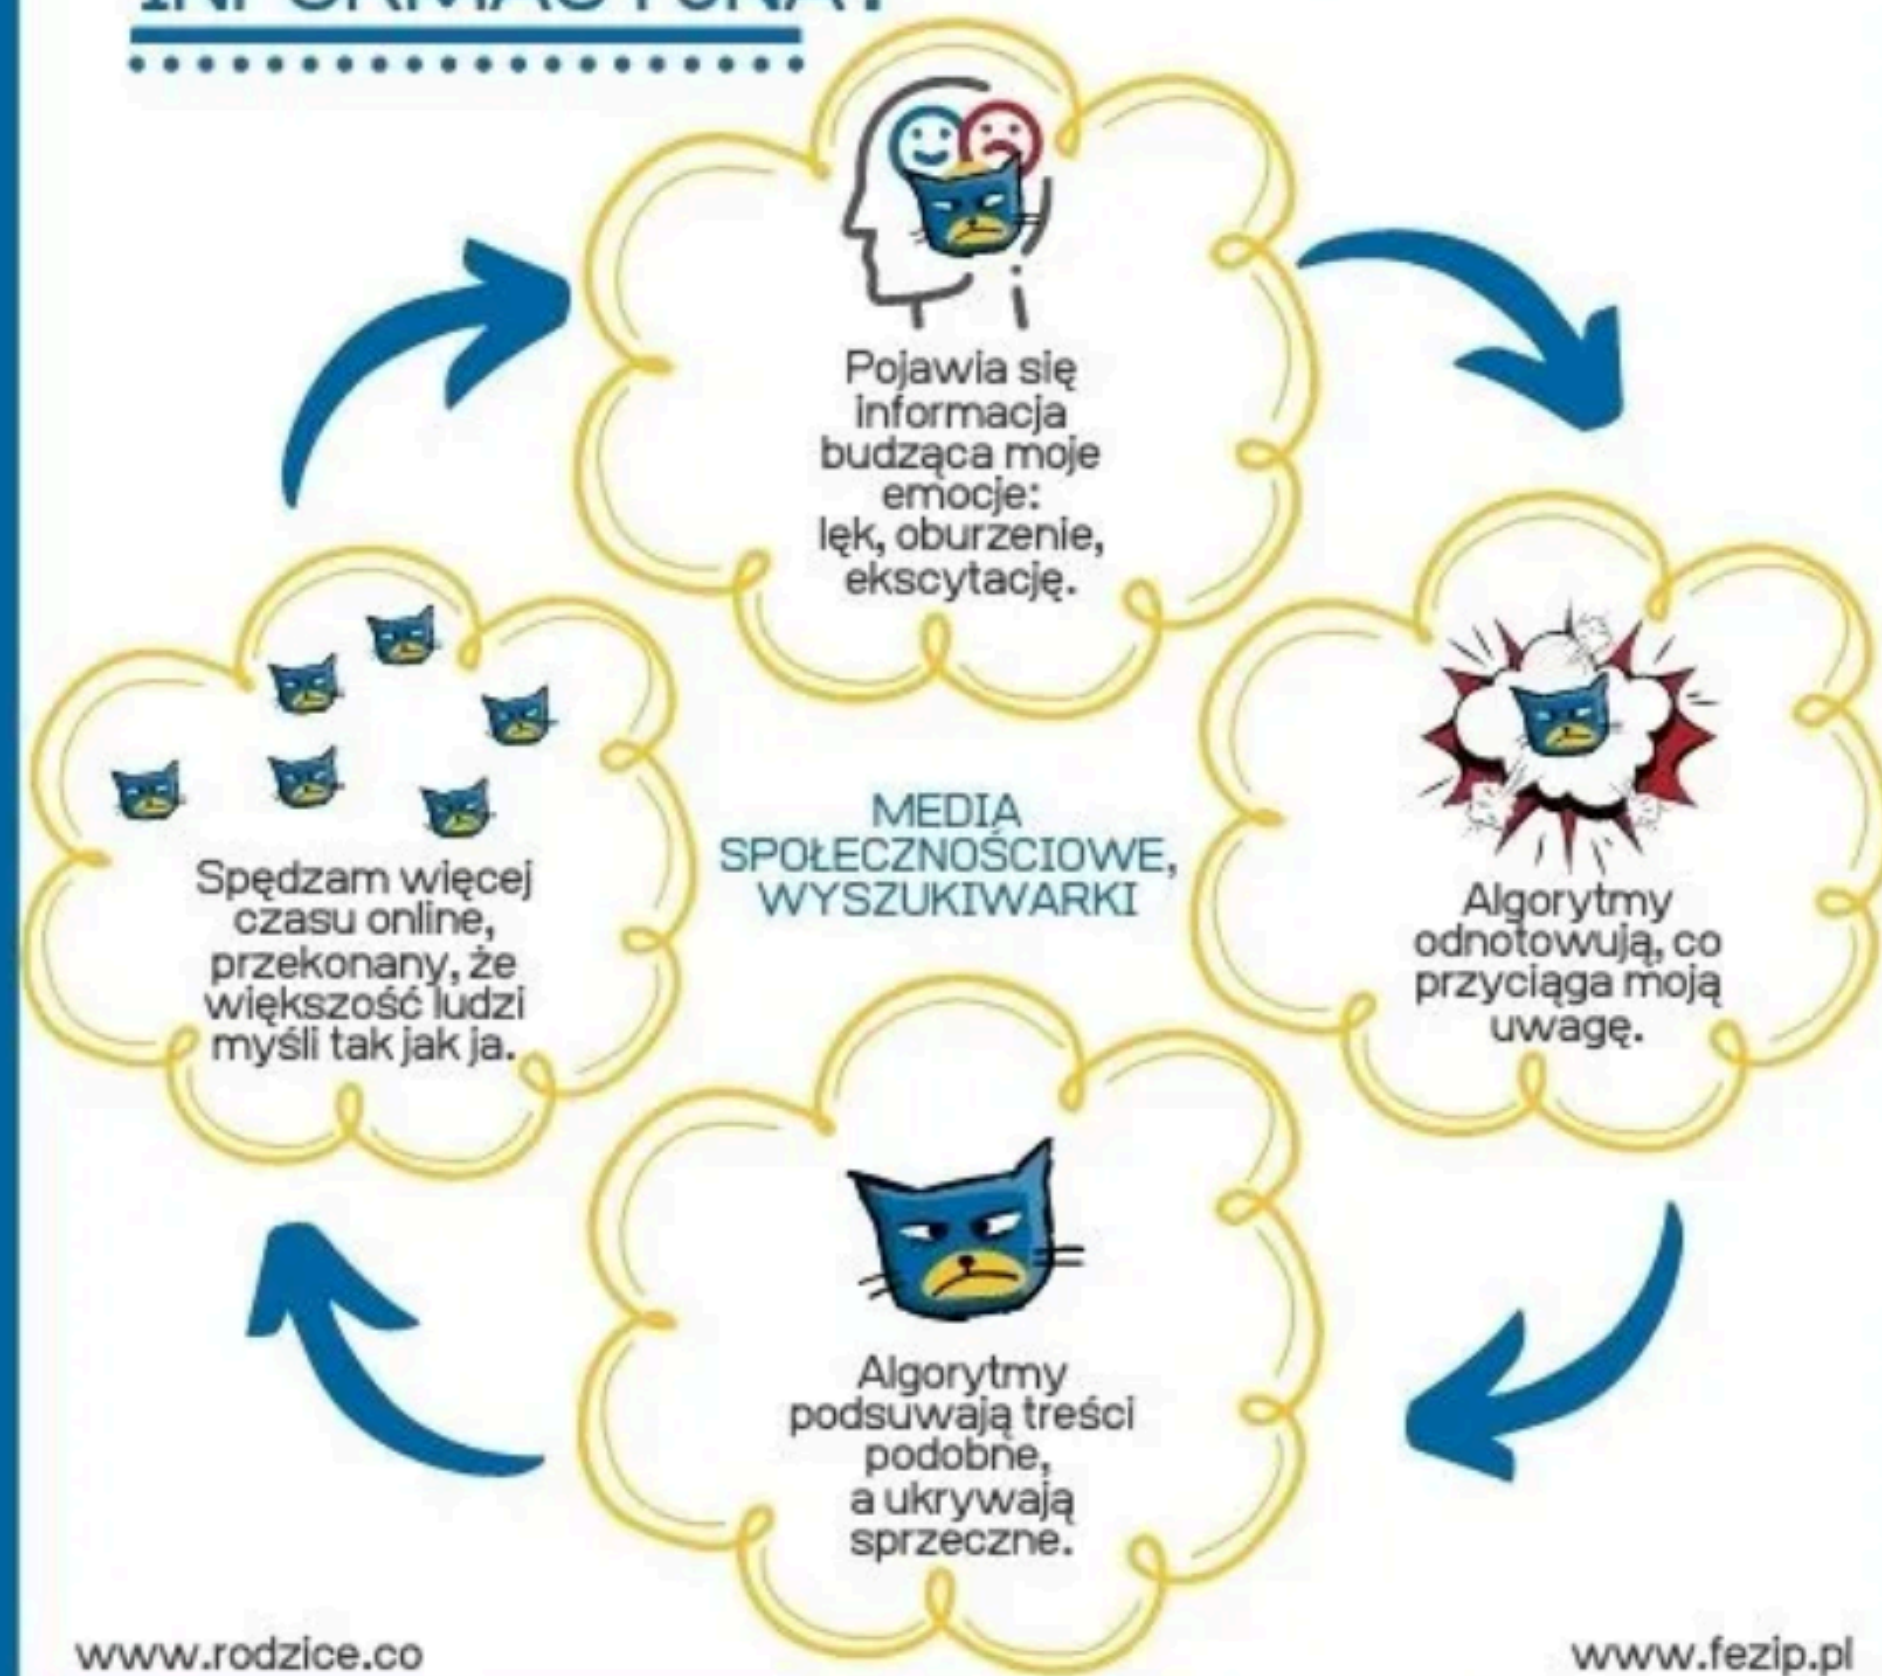 INFORMACYJNA?
Pojawia się
informacja
budząca moje
emocje:
lęk, oburzenie,
ekscytację.
Spędzam więcej
czasu online,
przekonany, że
większość ludzi
myśli tak jak ja.
MEDIA
SPOŁECZNOŚCIOWE,
WYSZUKIWARKI
Algorytmy
odnotowują, co
przyciąga moją
uwagę.
Algorytmy
podsuwają treści
podobne,
a ukrywają
sprzeczne.
www.rodzice.co
www.fezip.pl